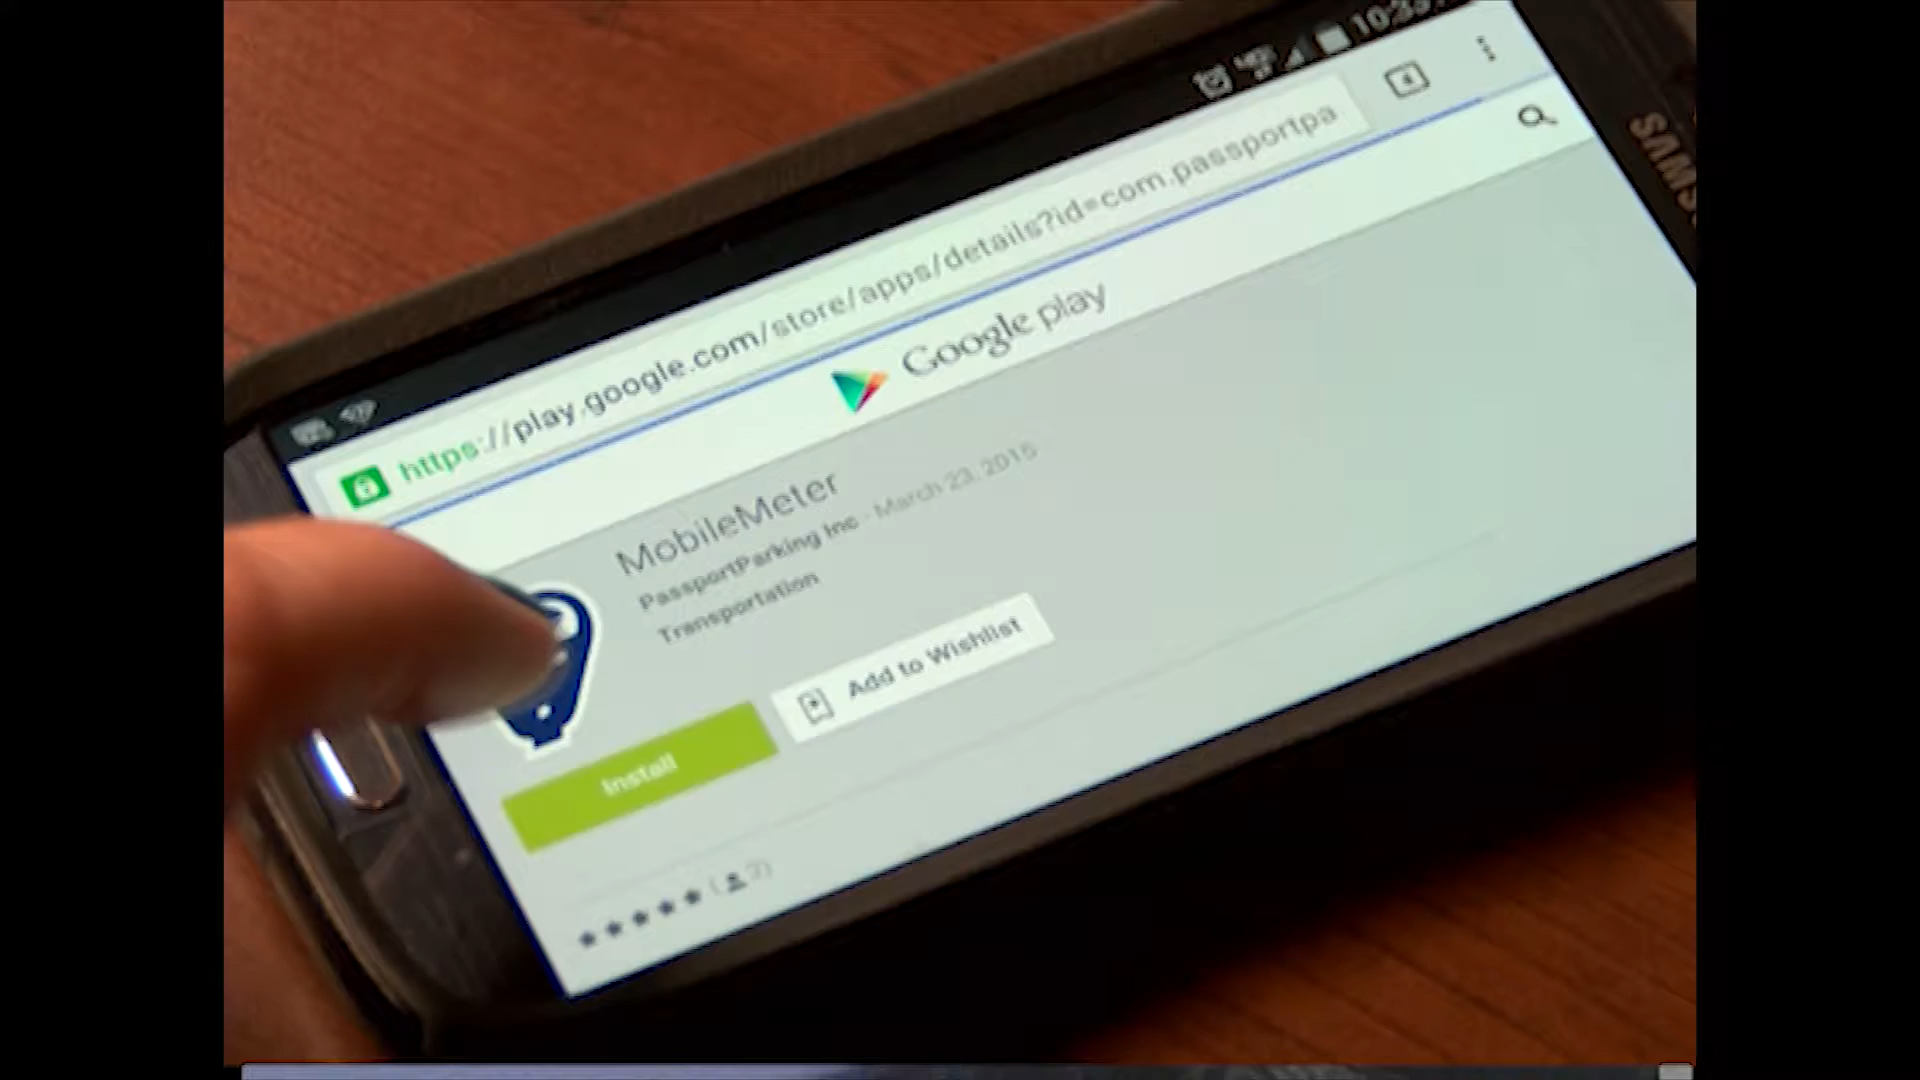 https://play.google.com/store/apps/details?id=com.passportpa
Google play
MobileMeter
PassportParking Inc - March 23, 2015
Transportation
Install
Add to Wishlist